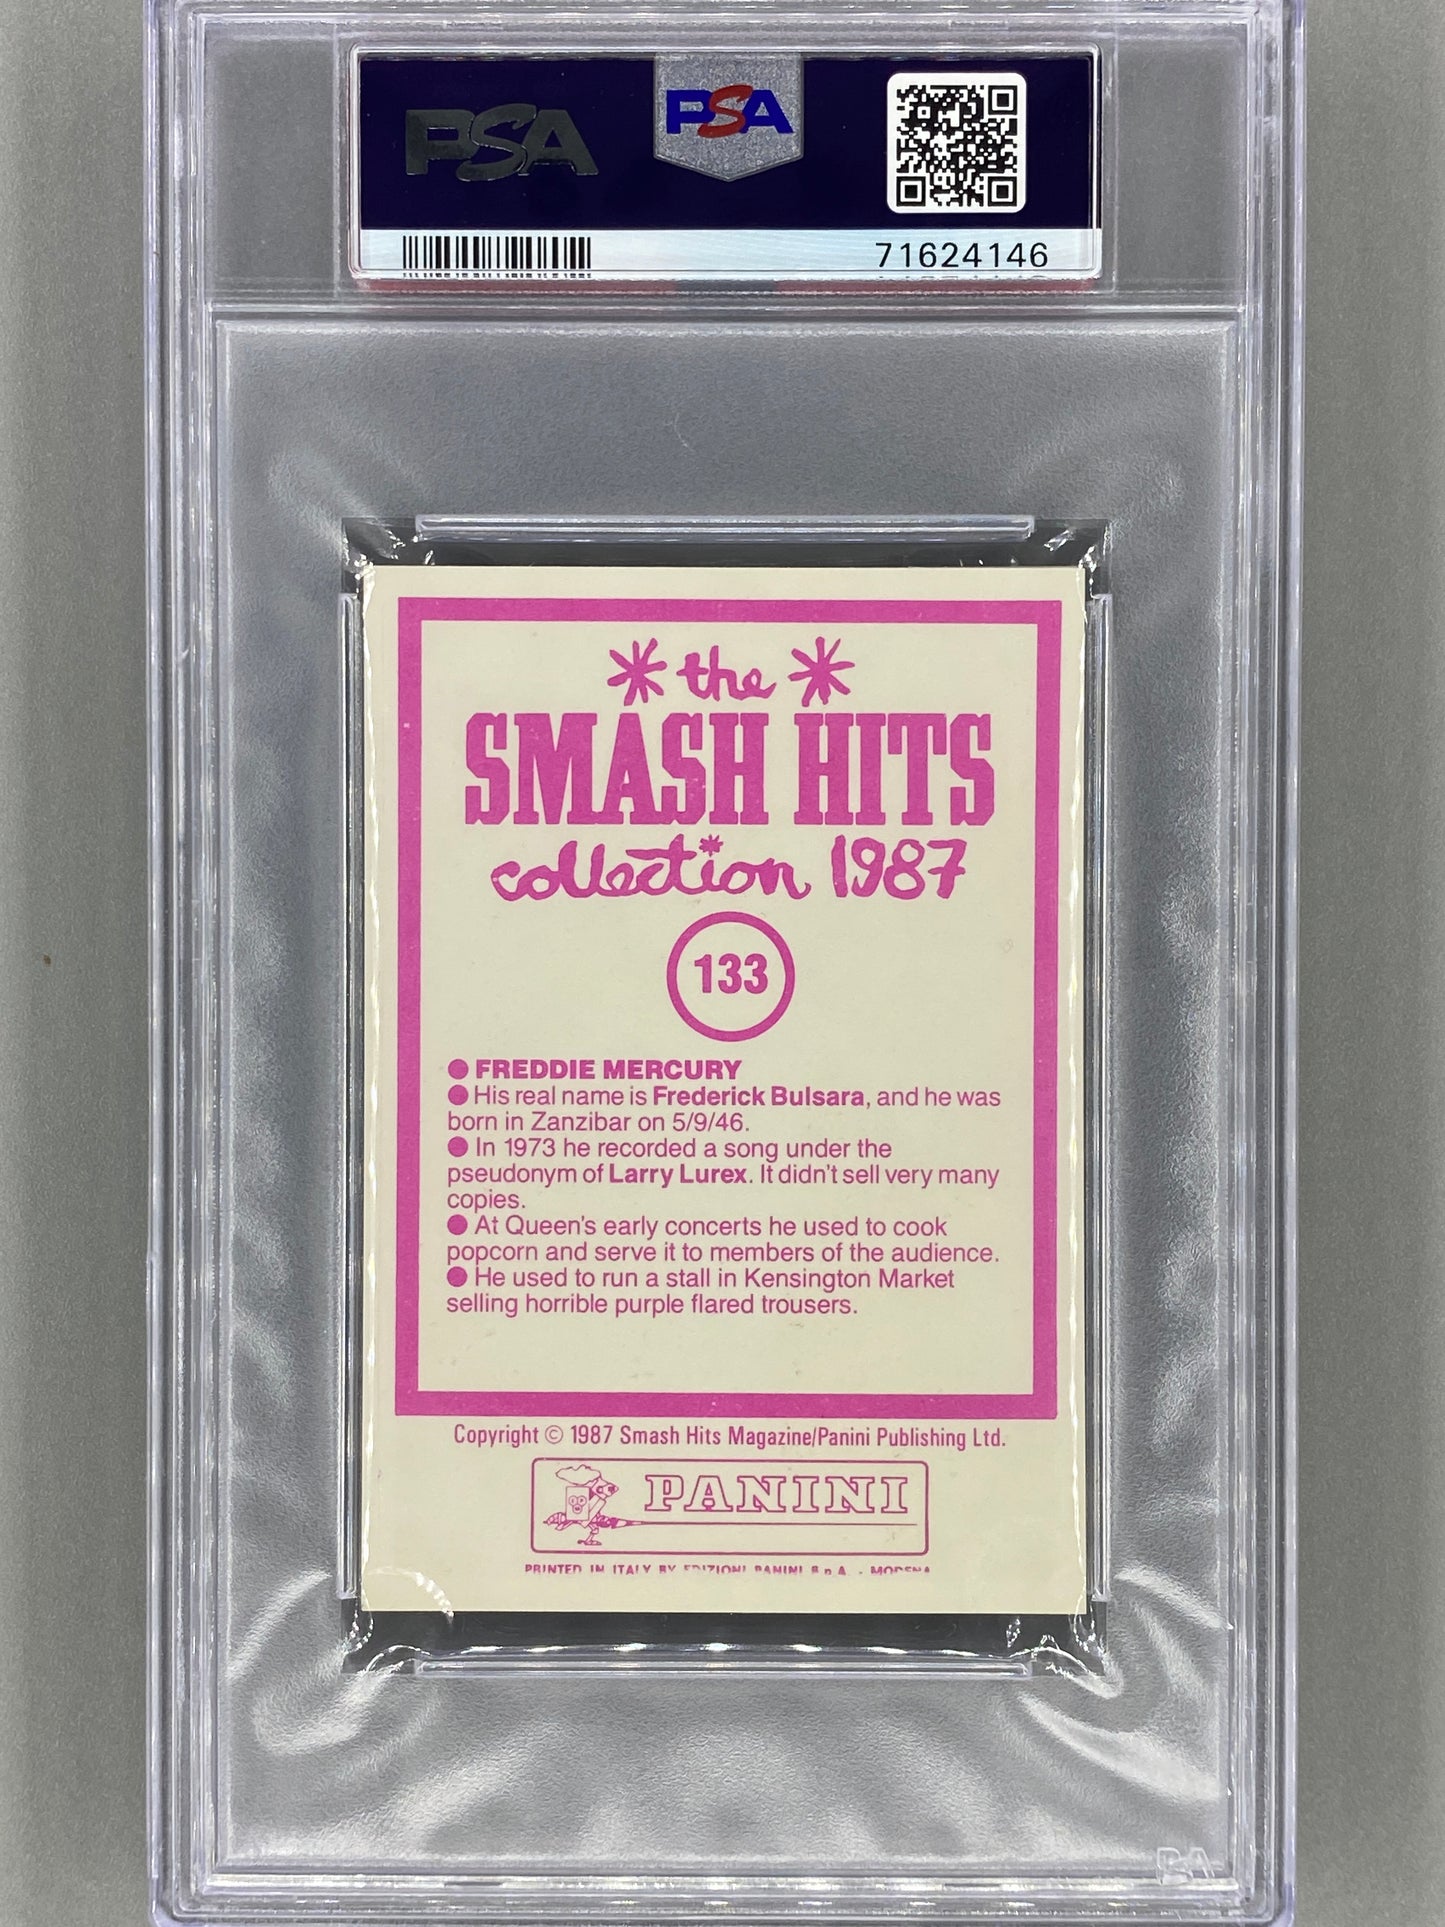 PSA PSA
71624146
the
SMASH HITS
collection 1987
133
● FREDDIE MERCURY
● His real name is Frederick Bulsara, and he was
born in Zanzibar on 5/9/46.
● In 1973 he recorded a song under the
pseudonym of Larry Lurex. It didn't sell very many
copies.
● At Queen's early concerts he used to cook
popcorn and serve it to members of the audience.
● He used to run a stall in Kensington Market
selling horrible purple flared trousers.
Copyright © 1987 Smash Hits Magazine/Panini Publishing Ltd.
PANINI
PRINTED IN ITALY BY EDIZIONI PANINI S.p.A. - MODENA
PSA